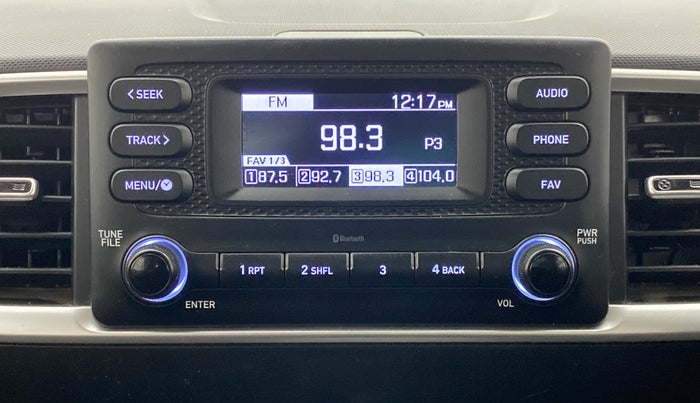 < SEEK
TRACK >
MENU/
FM 12:17 PM
98.3 P3
FAV 1/3
1 87.5 2 92.7 3 98.3 4 104.0
AUDIO
PHONE
FAV
TUNE
FILE
Bluetooth
PWR
PUSH
1 RPT 2 SHFL 3 4 BACK
ENTER
VOL